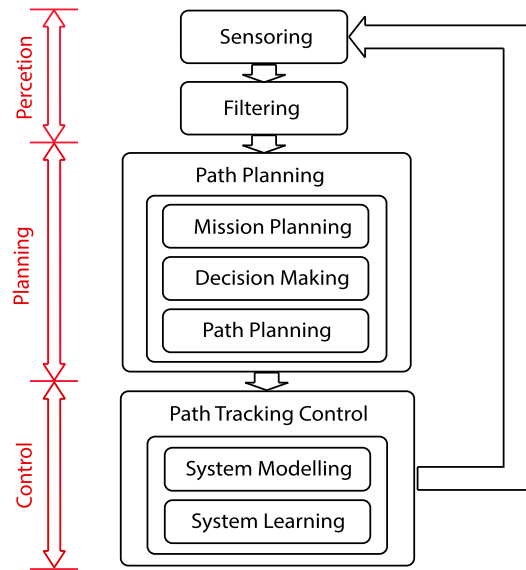 Sensoring
Filtering
Percetion
Path Planning
Mission Planning
Decision Making
Path Planning
Planning
Path Tracking Control
System Modelling
System Learning
Control